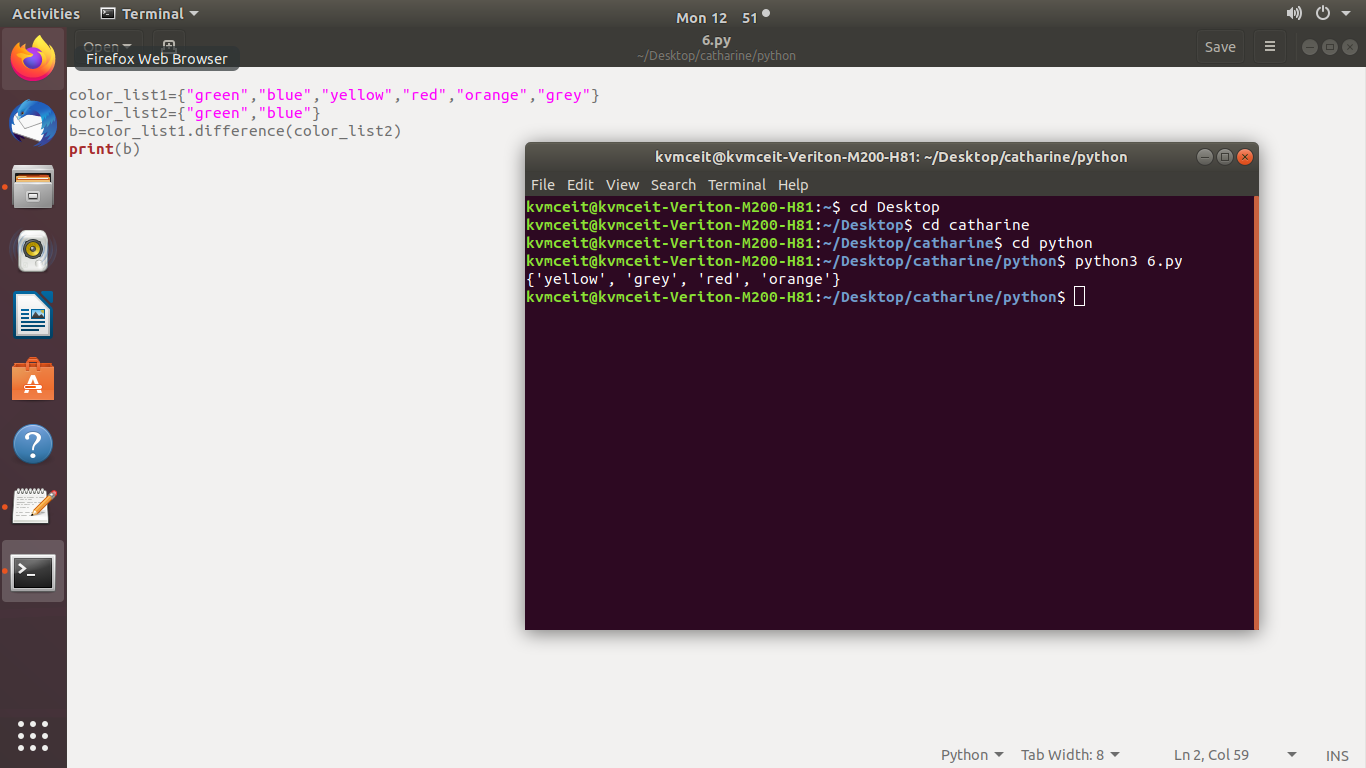 Activities Terminal Mon 12 51
Open 6.py Save
~/Desktop/catharine/python
Firefox Web Browser
color_list1={"green","blue","yellow","red","orange","grey"}
color_list2={"green","blue"}
b=color_list1.difference(color_list2)
print(b)
kvmceit@kvmceit-Veriton-M200-H81: ~/Desktop/catharine/python
File Edit View Search Terminal Help
kvmceit@kvmceit-Veriton-M200-H81:~$ cd Desktop
kvmceit@kvmceit-Veriton-M200-H81:~/Desktop$ cd catharine
kvmceit@kvmceit-Veriton-M200-H81:~/Desktop/catharine$ cd python
kvmceit@kvmceit-Veriton-M200-H81:~/Desktop/catharine/python$ python3 6.py
{'yellow', 'grey', 'red', 'orange'}
kvmceit@kvmceit-Veriton-M200-H81:~/Desktop/catharine/python$
Python Tab Width: 8 Ln 2, Col 59 INS